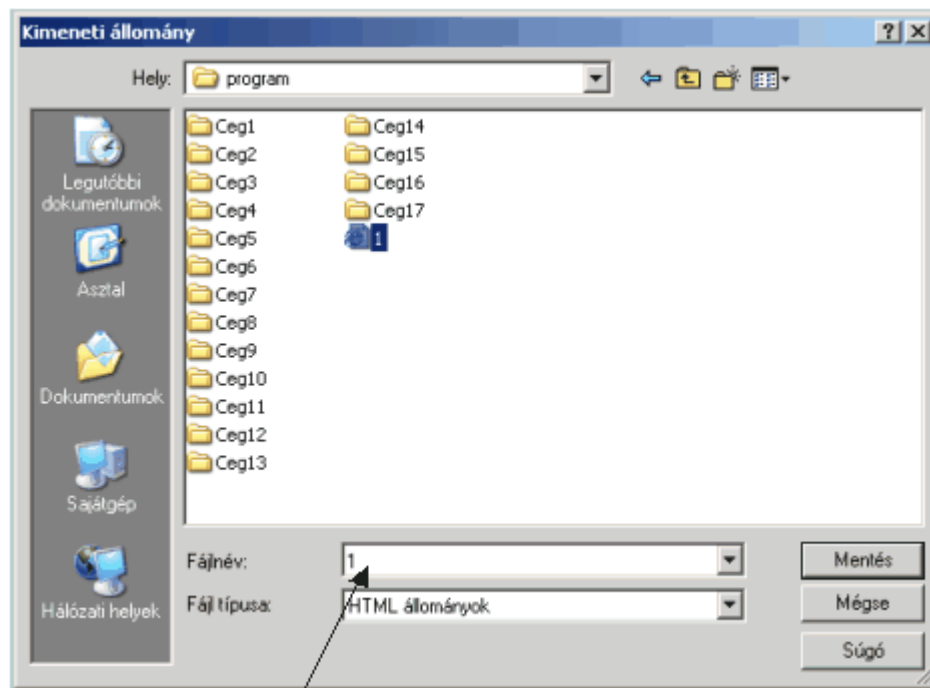 Kimeneti állomány
Hely: program
Legutóbbi
dokumentumok
Asztal
Dokumentumok
Sajátgép
Hálózati helyek
Ceg1
Ceg2
Ceg3
Ceg4
Ceg5
Ceg6
Ceg7
Ceg8
Ceg9
Ceg10
Ceg11
Ceg12
Ceg13
Ceg14
Ceg15
Ceg16
Ceg17
1
Fájlnév: 1 Mentés
Fájl típusa: HTML állományok Mégse
Súgó